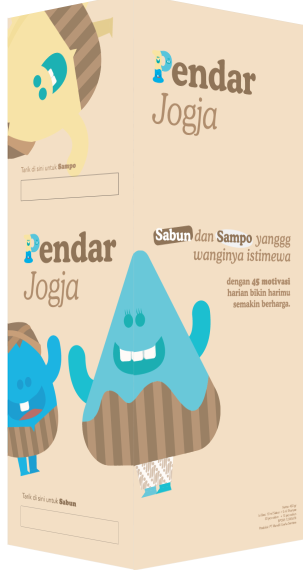 Pendar
Jogja
Tarik di sini untuk Sampo
Pendar
Jogja
Sabun dan Sampo yanggg
wanginya istimewa
dengan 45 motivasi
harian bikin harimu
semakin berharga.
Tarik di sini untuk Sabun